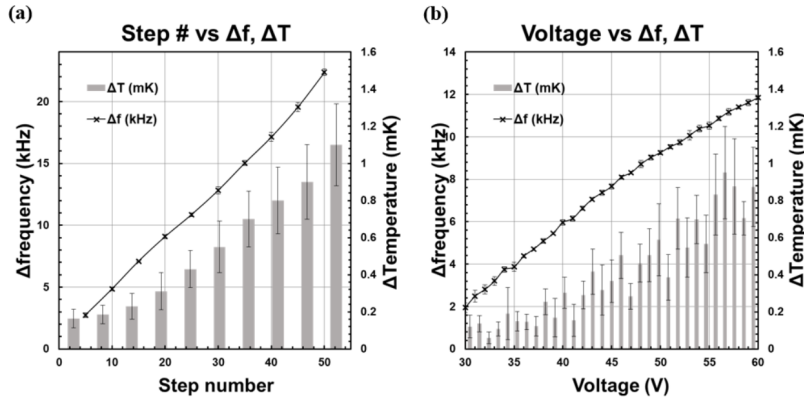 (a)
Step # vs Δf, ΔT
ΔT (mK)
Δf (kHz)
Δfrequency (kHz)
0
5
10
15
20
ΔTemperature (mK)
0
0.2
0.4
0.6
0.8
1
1.2
1.4
1.6
0 10 20 30 40 50
Step number
(b)
Voltage vs Δf, ΔT
ΔT (mK)
Δf (kHz)
Δfrequency (kHz)
0
2
4
6
8
10
12
14
ΔTemperature (mK)
0
0.2
0.4
0.6
0.8
1
1.2
1.4
1.6
30 35 40 45 50 55 60
Voltage (V)